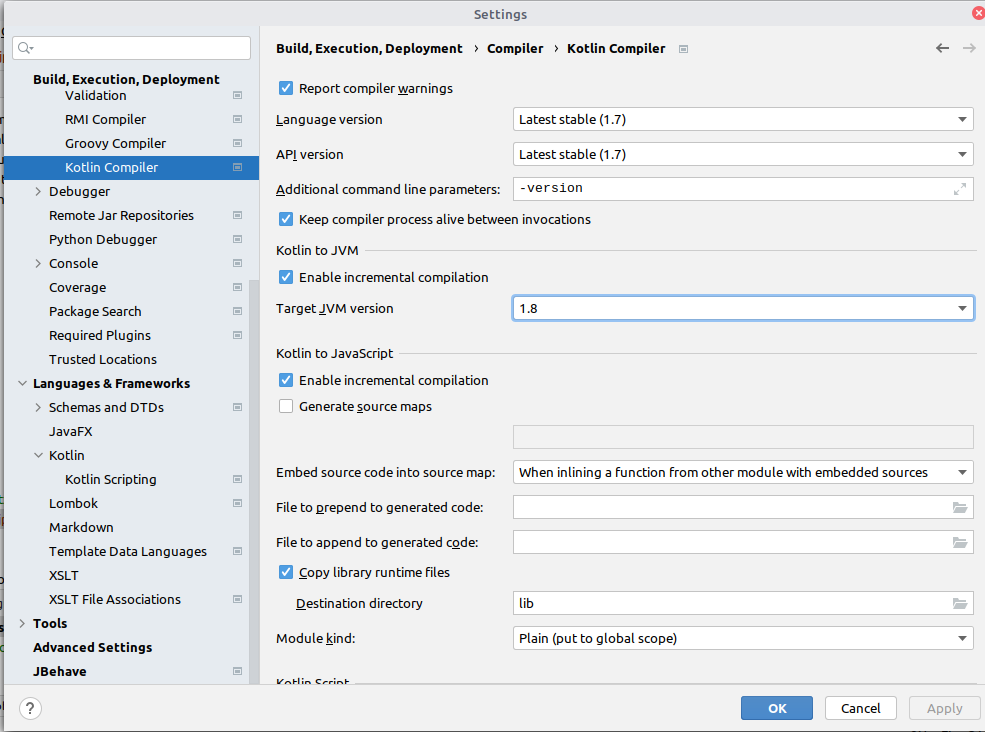 Settings
Build, Execution, Deployment
Validation
RMI Compiler
Groovy Compiler
Kotlin Compiler
Debugger
Remote Jar Repositories
Python Debugger
Console
Coverage
Package Search
Required Plugins
Trusted Locations
Languages & Frameworks
Schemas and DTDs
JavaFX
Kotlin
Kotlin Scripting
Lombok
Markdown
Template Data Languages
XSLT
XSLT File Associations
Tools
Advanced Settings
JBehave
Build, Execution, Deployment › Compiler › Kotlin Compiler
Report compiler warnings
Language version Latest stable (1.7)
API version Latest stable (1.7)
Additional command line parameters: -version
Keep compiler process alive between invocations
Kotlin to JVM
Enable incremental compilation
Target JVM version 1.8
Kotlin to JavaScript
Enable incremental compilation
Generate source maps
Embed source code into source map: When inlining a function from other module with embedded sources
File to prepend to generated code:
File to append to generated code:
Copy library runtime files
Destination directory lib
Module kind: Plain (put to global scope)
Kotlin Script
? OK Cancel Apply